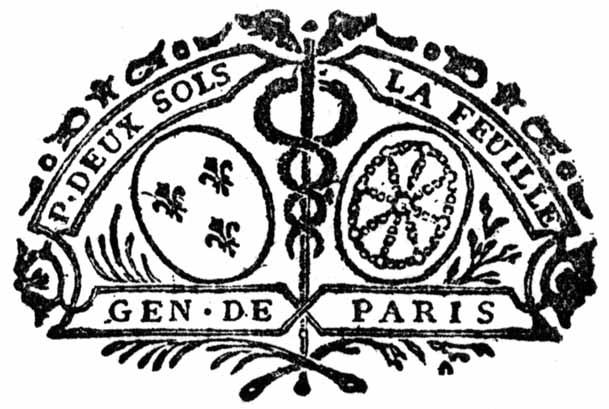 P · DEUX SOLS
LA FEUILLE
GEN · DE PARIS